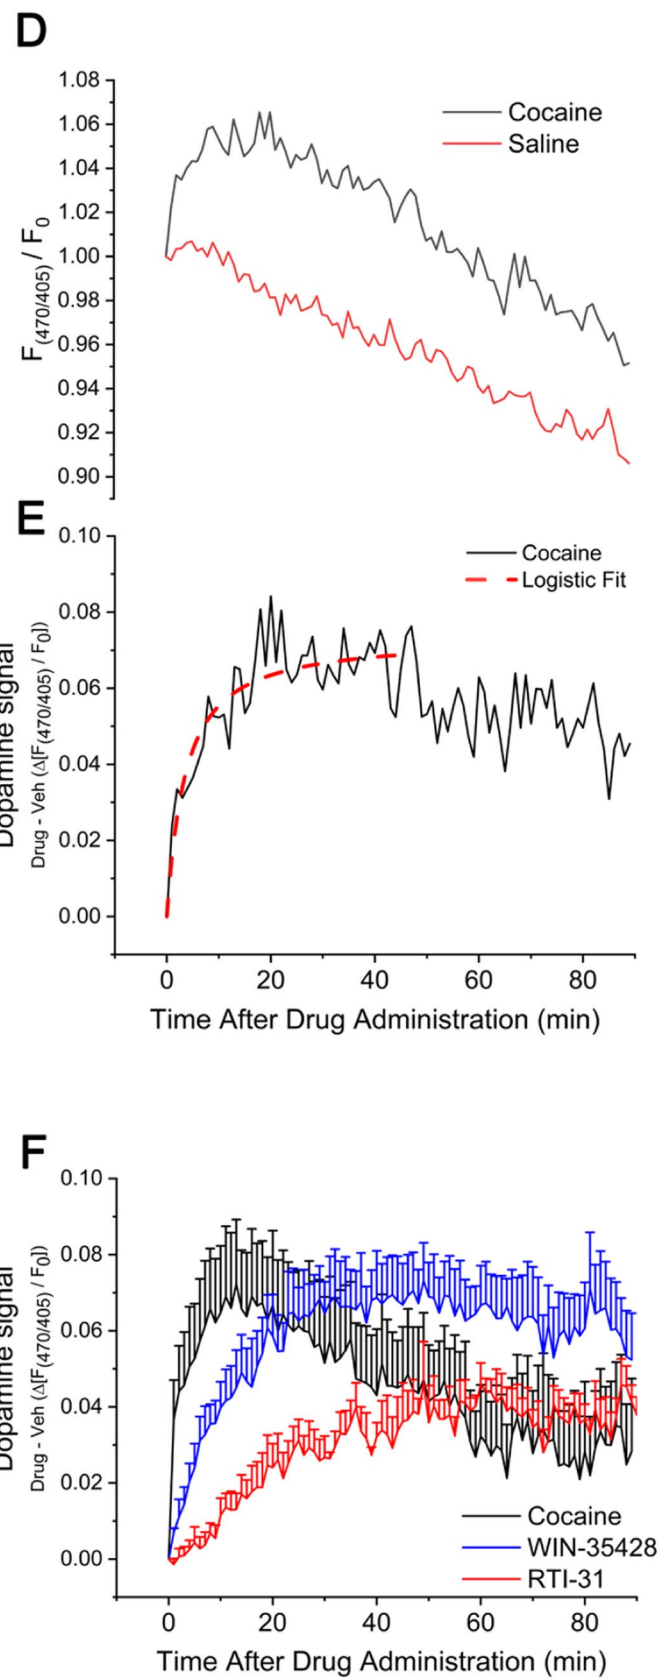 D
1.08
1.06
1.04
1.02
1.00
0.98
0.96
0.94
0.92
0.90
F(470/405) / F0
Cocaine
Saline
E
0.10
0.08
0.06
0.04
0.02
0.00
Dopamine signal
Drug - Veh (Δ[F(470/405) / F0])
Cocaine
Logistic Fit
0
20
40
60
80
Time After Drug Administration (min)
F
0.10
0.08
0.06
0.04
0.02
0.00
Dopamine signal
Drug - Veh (Δ[F(470/405) / F0])
Cocaine
WIN-35428
RTI-31
0
20
40
60
80
Time After Drug Administration (min)